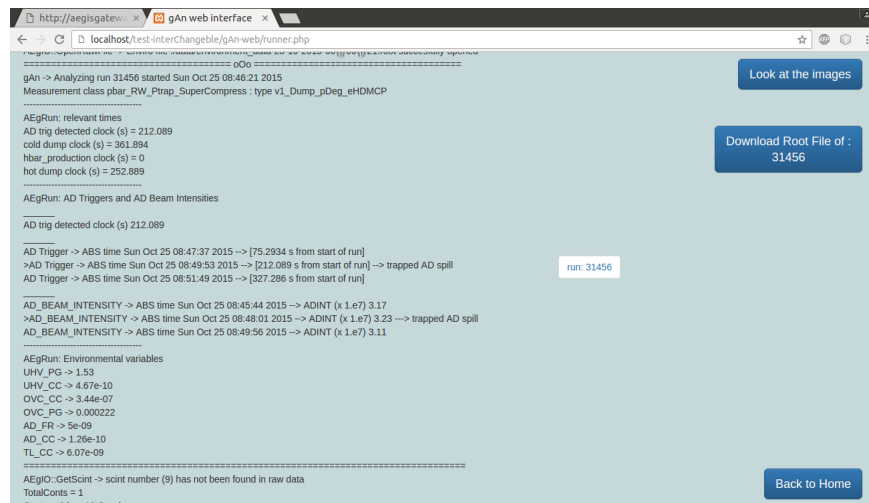 http://aegisgatewa
gAn web interface
localhost/test-interChangeble/gAn-web/runner.php
===================================== oOo =====================================
gAn -> Analyzing run 31456 started Sun Oct 25 08:46:21 2015
Measurement class pbar_RW_Ptrap_SuperCompress : type v1_Dump_pDeg_eHDMCP
--------------------------------------
AEgRun: relevant times
AD trig detected clock (s) = 212.089
cold dump clock (s) = 361.894
hbar_production clock (s) = 0
hot dump clock (s) = 252.889
--------------------------------------
AEgRun: AD Triggers and AD Beam Intensities
______
AD trig detected clock (s) 212.089
______
AD Trigger -> ABS time Sun Oct 25 08:47:37 2015 --> [75.2934 s from start of run]
>AD Trigger -> ABS time Sun Oct 25 08:49:53 2015 --> [212.089 s from start of run] --> trapped AD spill
AD Trigger -> ABS time Sun Oct 25 08:51:49 2015 --> [327.286 s from start of run]
______
AD_BEAM_INTENSITY -> ABS time Sun Oct 25 08:45:44 2015 --> ADINT (x 1.e7) 3.17
>AD_BEAM_INTENSITY -> ABS time Sun Oct 25 08:48:01 2015 --> ADINT (x 1.e7) 3.23 ---> trapped AD spill
AD_BEAM_INTENSITY -> ABS time Sun Oct 25 08:49:56 2015 --> ADINT (x 1.e7) 3.11
--------------------------------------
AEgRun: Environmental variables
UHV_PG -> 1.53
UHV_CC -> 4.67e-10
OVC_CC -> 3.44e-07
OVC_PG -> 0.000222
AD_FR -> 5e-09
AD_CC -> 1.26e-10
TL_CC -> 6.07e-09
================================================================================
AEgIO::GetScint -> scint number (9) has not been found in raw data
TotalConts = 1
Look at the images
Download Root File of :
31456
run: 31456
Back to Home